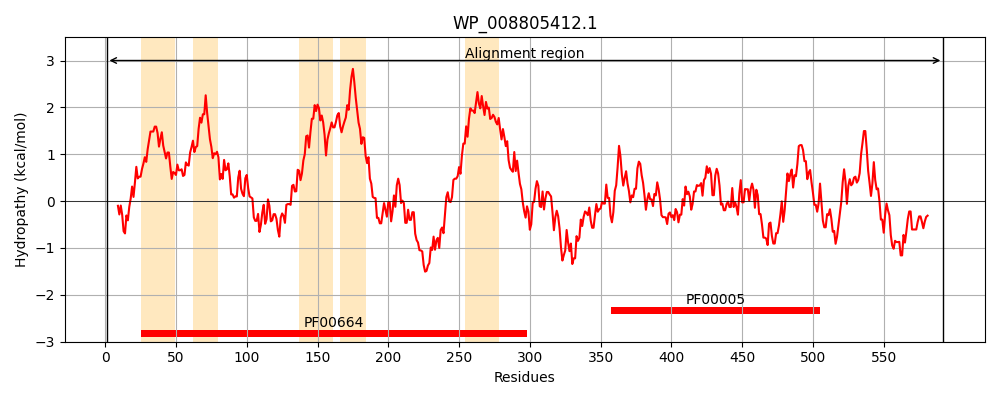 WP_008805412.1
Alignment region
Hydropathy (kcal/mol)
3
2
1
0
−1
−2
−3
PF00005
PF00664
0 50 100 150 200 250 300 350 400 450 500 550
Residues